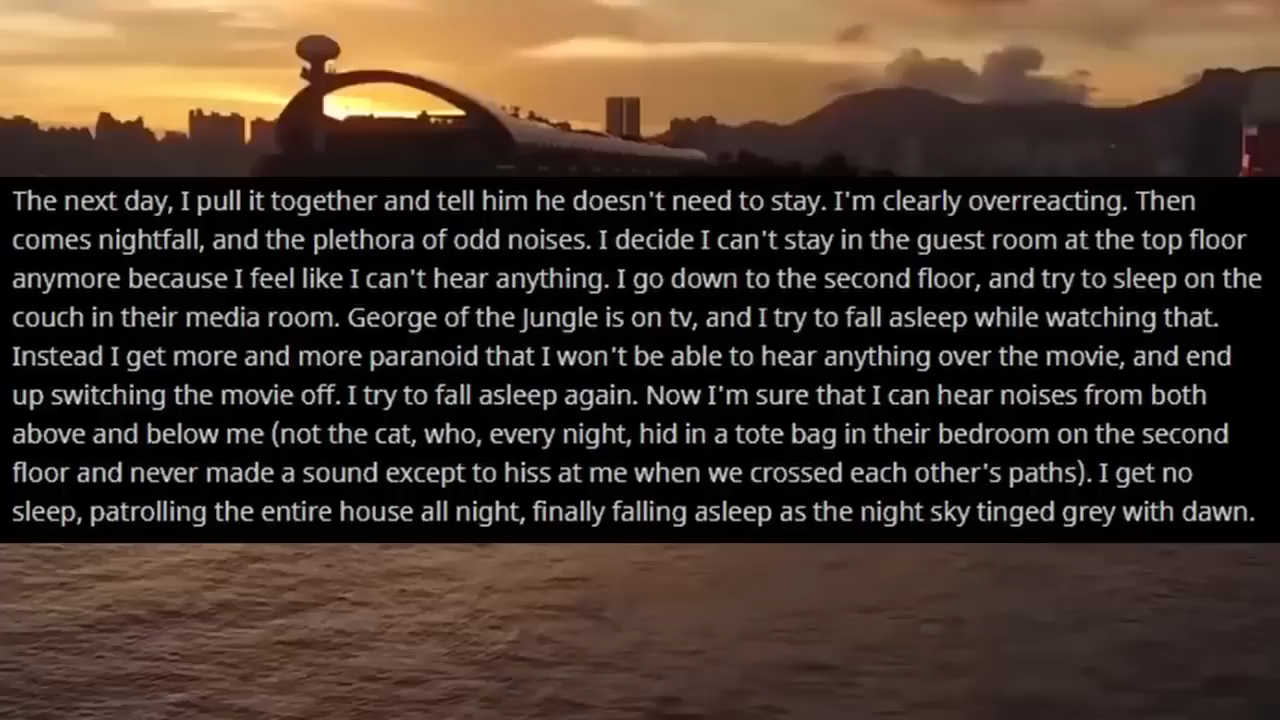 The next day, I pull it together and tell him he doesn't need to stay. I'm clearly overreacting. Then
comes nightfall, and the plethora of odd noises. I decide I can't stay in the guest room at the top floor
anymore because I feel like I can't hear anything. I go down to the second floor, and try to sleep on the
couch in their media room. George of the Jungle is on tv, and I try to fall asleep while watching that.
Instead I get more and more paranoid that I won't be able to hear anything over the movie, and end
up switching the movie off. I try to fall asleep again. Now I'm sure that I can hear noises from both
above and below me (not the cat, who, every night, hid in a tote bag in their bedroom on the second
floor and never made a sound except to hiss at me when we crossed each other's paths). I get no
sleep, patrolling the entire house all night, finally falling asleep as the night sky tinged grey with dawn.